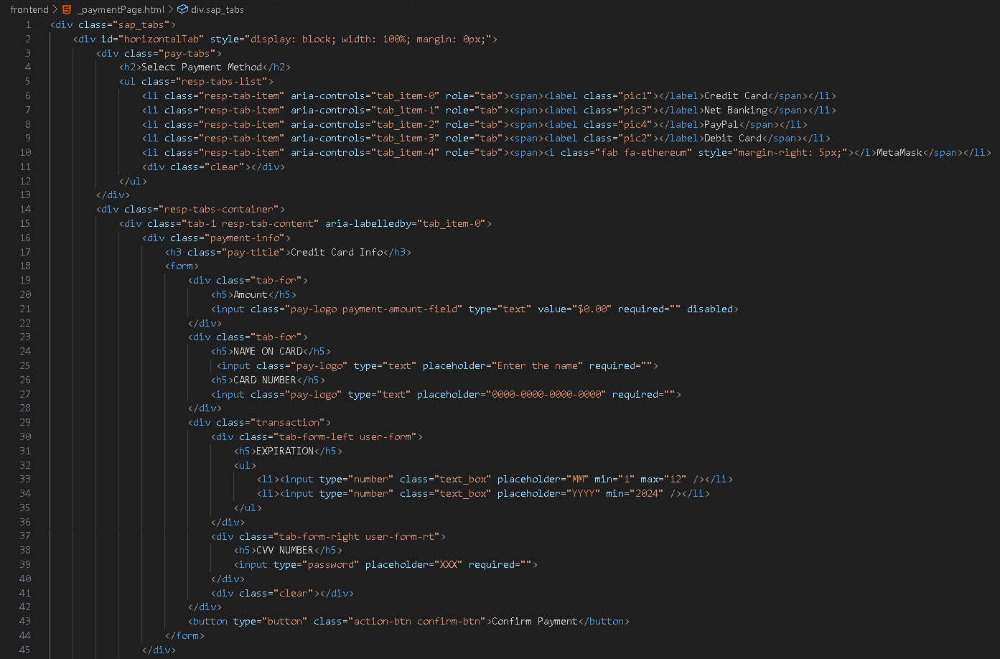 frontend > _paymentPage.html > div.sap_tabs
1 <div class="sap_tabs">
2 <div id="horizontalTab" style="display: block; width: 100%; margin: 0px;">
3 <div class="pay-tabs">
4 <h2>Select Payment Method</h2>
5 <ul class="resp-tabs-list">
6 <li class="resp-tab-item" aria-controls="tab_item-0" role="tab"><span><label class="pic1"></label>Credit Card</span></li>
7 <li class="resp-tab-item" aria-controls="tab_item-1" role="tab"><span><label class="pic3"></label>Net Banking</span></li>
8 <li class="resp-tab-item" aria-controls="tab_item-2" role="tab"><span><label class="pic4"></label>PayPal</span></li>
9 <li class="resp-tab-item" aria-controls="tab_item-3" role="tab"><span><label class="pic2"></label>Debit Card</span></li>
10 <li class="resp-tab-item" aria-controls="tab_item-4" role="tab"><span><i class="fab fa-ethereum" style="margin-right: 5px;"></i>MetaMask</span></li>
11 <div class="clear"></div>
12 </ul>
13 </div>
14 <div class="resp-tabs-container">
15 <div class="tab-1 resp-tab-content" aria-labelledby="tab_item-0">
16 <div class="payment-info">
17 <h3 class="pay-title">Credit Card Info</h3>
18 <form>
19 <div class="tab-for">
20 <h5>Amount</h5>
21 <input class="pay-logo payment-amount-field" type="text" value="$0.00" required="" disabled>
22 </div>
23 <div class="tab-for">
24 <h5>NAME ON CARD</h5>
25 <input class="pay-logo" type="text" placeholder="Enter the name" required="">
26 <h5>CARD NUMBER</h5>
27 <input class="pay-logo" type="text" placeholder="0000-0000-0000-0000" required="">
28 </div>
29 <div class="transaction">
30 <div class="tab-form-left user-form">
31 <h5>EXPIRATION</h5>
32 <ul>
33 <li><input type="number" class="text_box" placeholder="MM" min="1" max="12" /></li>
34 <li><input type="number" class="text_box" placeholder="YYYY" min="2024" /></li>
35 </ul>
36 </div>
37 <div class="tab-form-right user-form-rt">
38 <h5>CVV NUMBER</h5>
39 <input type="password" placeholder="XXX" required="">
40 </div>
41 <div class="clear"></div>
42 </div>
43 <button type="button" class="action-btn confirm-btn">Confirm Payment</button>
44 </form>
45 </div>